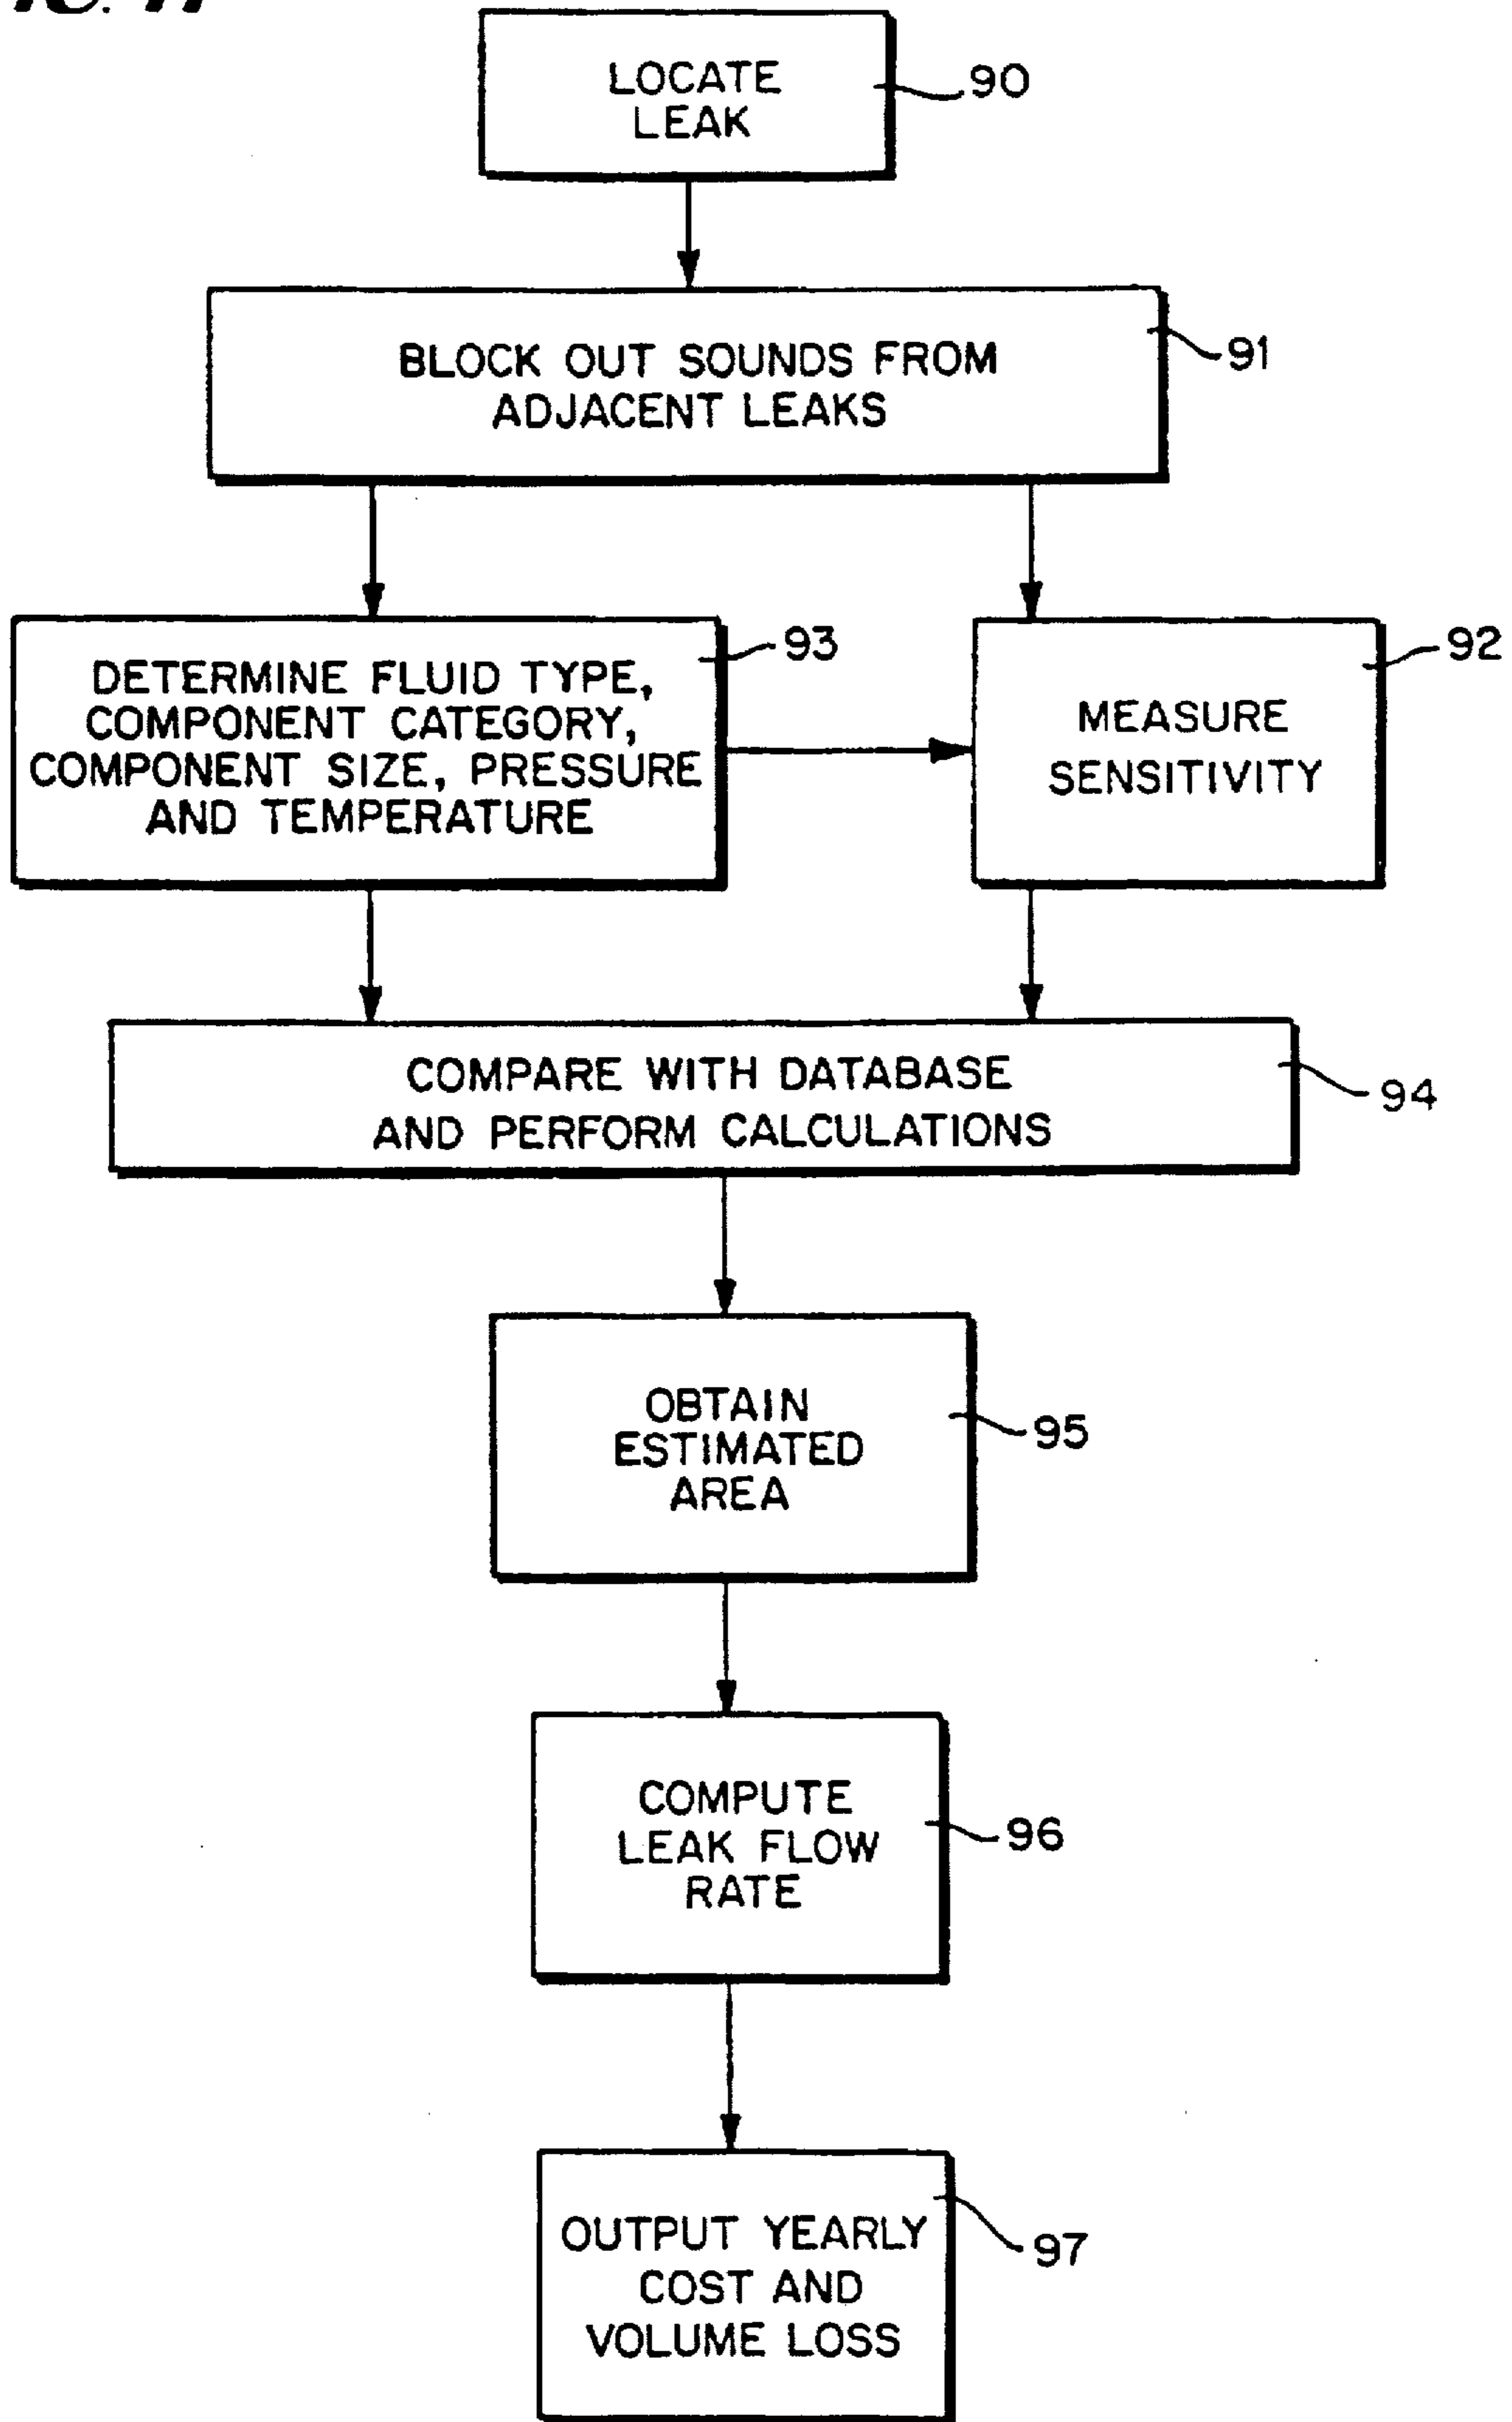 LOCATE
LEAK
90
BLOCK OUT SOUNDS FROM
ADJACENT LEAKS
91
DETERMINE FLUID TYPE,
COMPONENT CATEGORY,
COMPONENT SIZE, PRESSURE
AND TEMPERATURE
93
MEASURE
SENSITIVITY
92
COMPARE WITH DATABASE
AND PERFORM CALCULATIONS
94
OBTAIN
ESTIMATED
AREA
95
COMPUTE
LEAK FLOW
RATE
96
OUTPUT YEARLY
COST AND
VOLUME LOSS
97